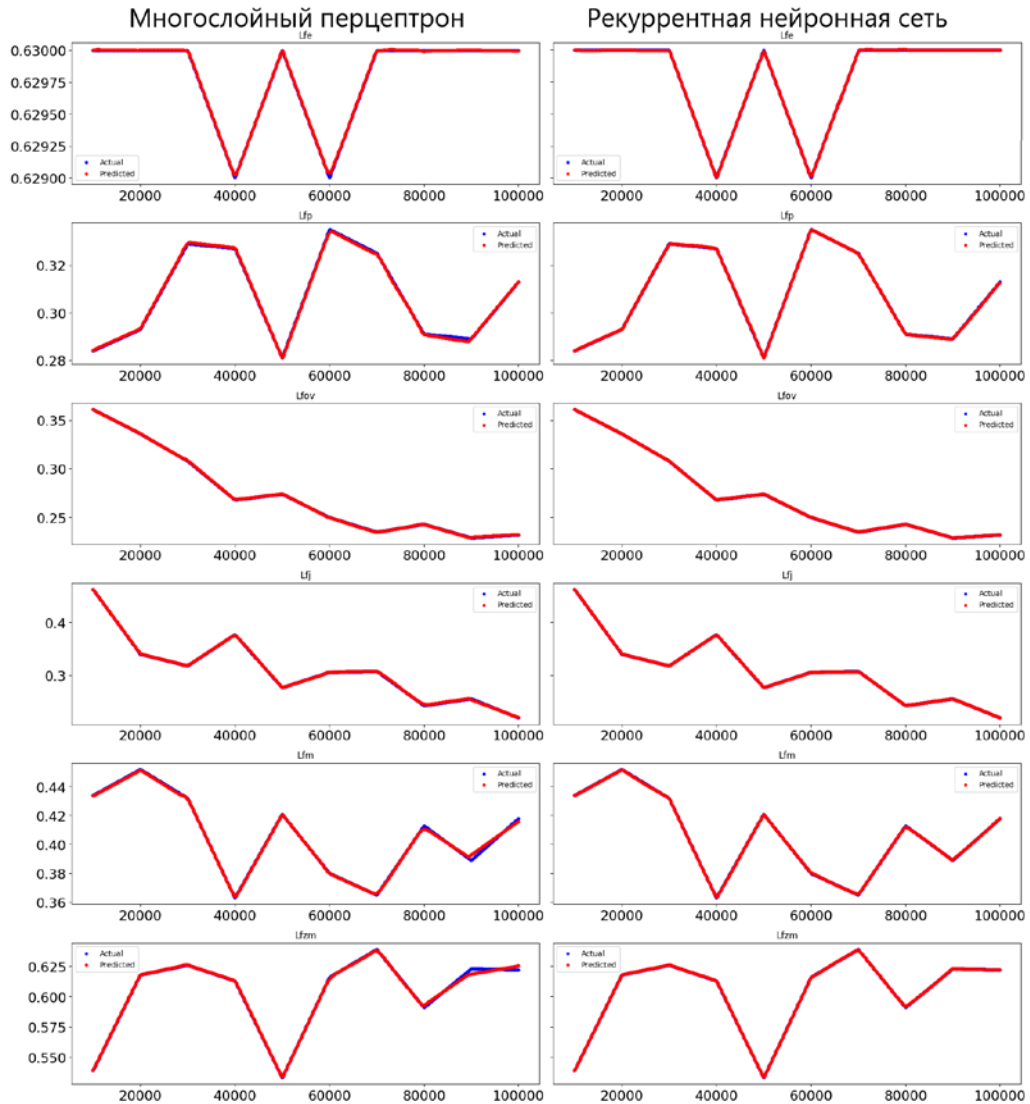 Многослойный перцептрон
Рекуррентная нейронная сеть
Lfe
Lfe
0.63000
0.62975
0.62950
0.62925
0.62900
Actual
Predicted
Actual
Predicted
20000 40000 60000 80000 100000
20000 40000 60000 80000 100000
Lfp
Lfp
0.32
0.30
0.28
Actual
Predicted
Actual
Predicted
20000 40000 60000 80000 100000
20000 40000 60000 80000 100000
Lfov
Lfov
0.35
0.30
0.25
Actual
Predicted
Actual
Predicted
20000 40000 60000 80000 100000
20000 40000 60000 80000 100000
Lfj
Lfj
0.4
0.3
Actual
Predicted
Actual
Predicted
20000 40000 60000 80000 100000
20000 40000 60000 80000 100000
Lfm
Lfm
0.44
0.42
0.40
0.38
0.36
Actual
Predicted
Actual
Predicted
20000 40000 60000 80000 100000
20000 40000 60000 80000 100000
Lfzm
Lfzm
0.625
0.600
0.575
0.550
Actual
Predicted
Actual
Predicted
20000 40000 60000 80000 100000
20000 40000 60000 80000 100000